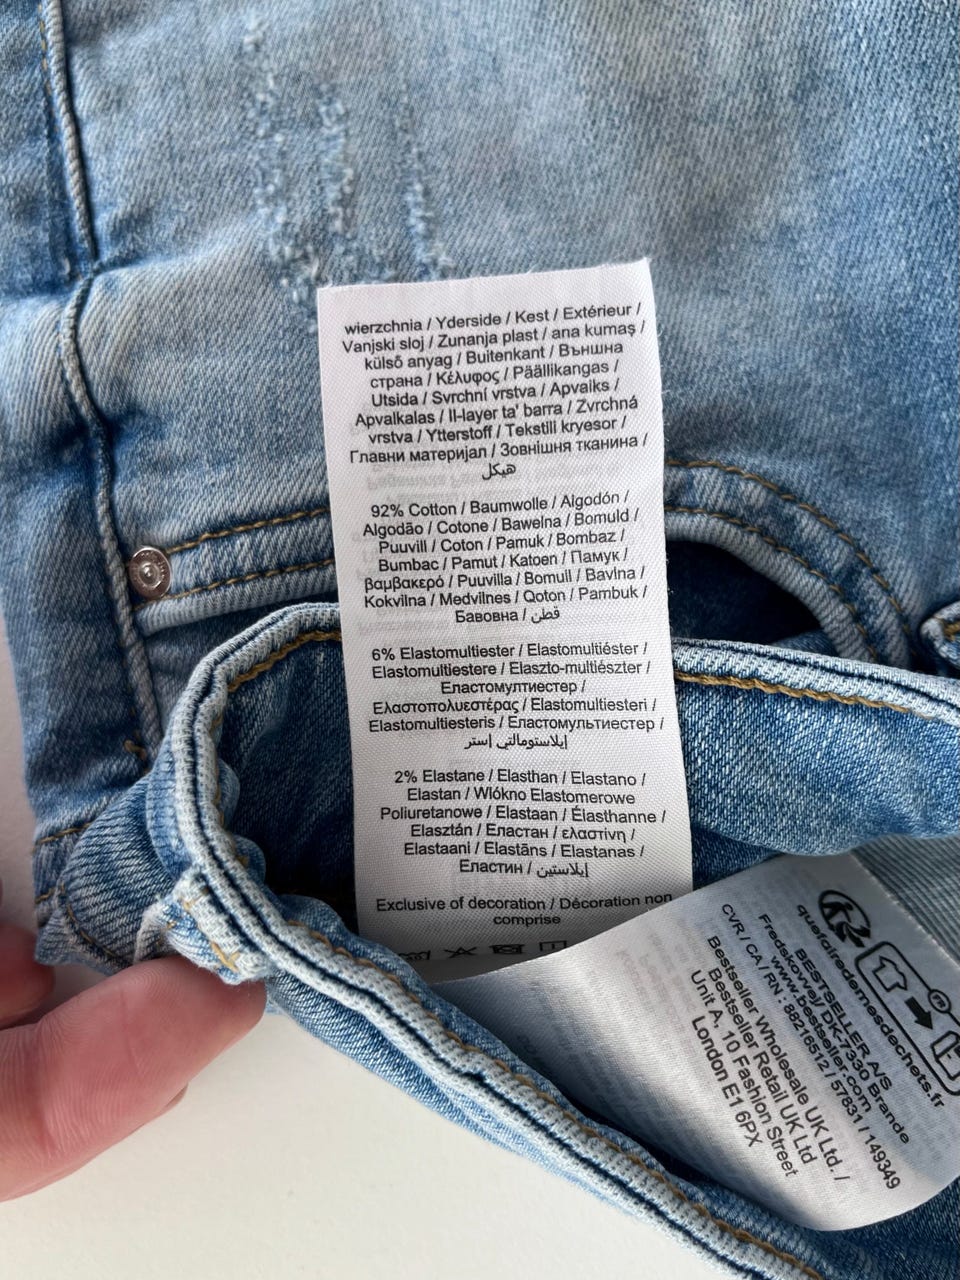 wierzchnia / Yderside / Kest / Extérieur /
Vanjski sloj / Zunanja plast / ana kumaş /
külső anyag / Buitenkant / Външна
страна / Κέλυφος / Päällikangas /
Utsida / Svrchní vrstva / Apvalks /
Apvalkalas / Il-layer ta' barra / Zvrchná
vrstva / Ytterstoff / Tekstili kryesor /
Главни материјал / Зовнішня тканина /
هيكل
92% Cotton / Baumwolle / Algodón /
Algodão / Cotone / Bawełna / Bomuld /
Puuvill / Coton / Pamuk / Bombaz /
Bumbac / Pamut / Katoen / Памук /
βαμβακερό / Puuvilla / Bomull / Bavlna /
Kokvilna / Medvilnes / Qoton / Pambuk /
Бавовна / قطن
6% Elastomultiester / Elastomultiéster /
Elastomultiestere / Elaszto-multiészter /
Еластомултиестер /
Ελαστοπολυεστέρας / Elastomultiesteri /
Elastomultiesteris / Еластомультиестер /
إيلاستومالتي إستر
2% Elastane / Elasthan / Elastano /
Elastan / Włókno Elastomerowe
Poliuretanowe / Elastaan / Élasthanne /
Elasztán / Еластан / ελαστίνη /
Elastaani / Elastāns / Elastanas /
Еластин / إيلاستين
Exclusive of decoration / Décoration non
comprise
FR
quefairedemesdechets.fr
BESTSELLER A/S
Fredskovvej DK-7330 Brande
www.bestseller.com
CVR / CA / RN : 88216512 / 57831 / 149349
Bestseller Wholesale UK Ltd. /
Bestseller Retail UK Ltd
Unit A, 10 Fashion Street
London E1 6PX